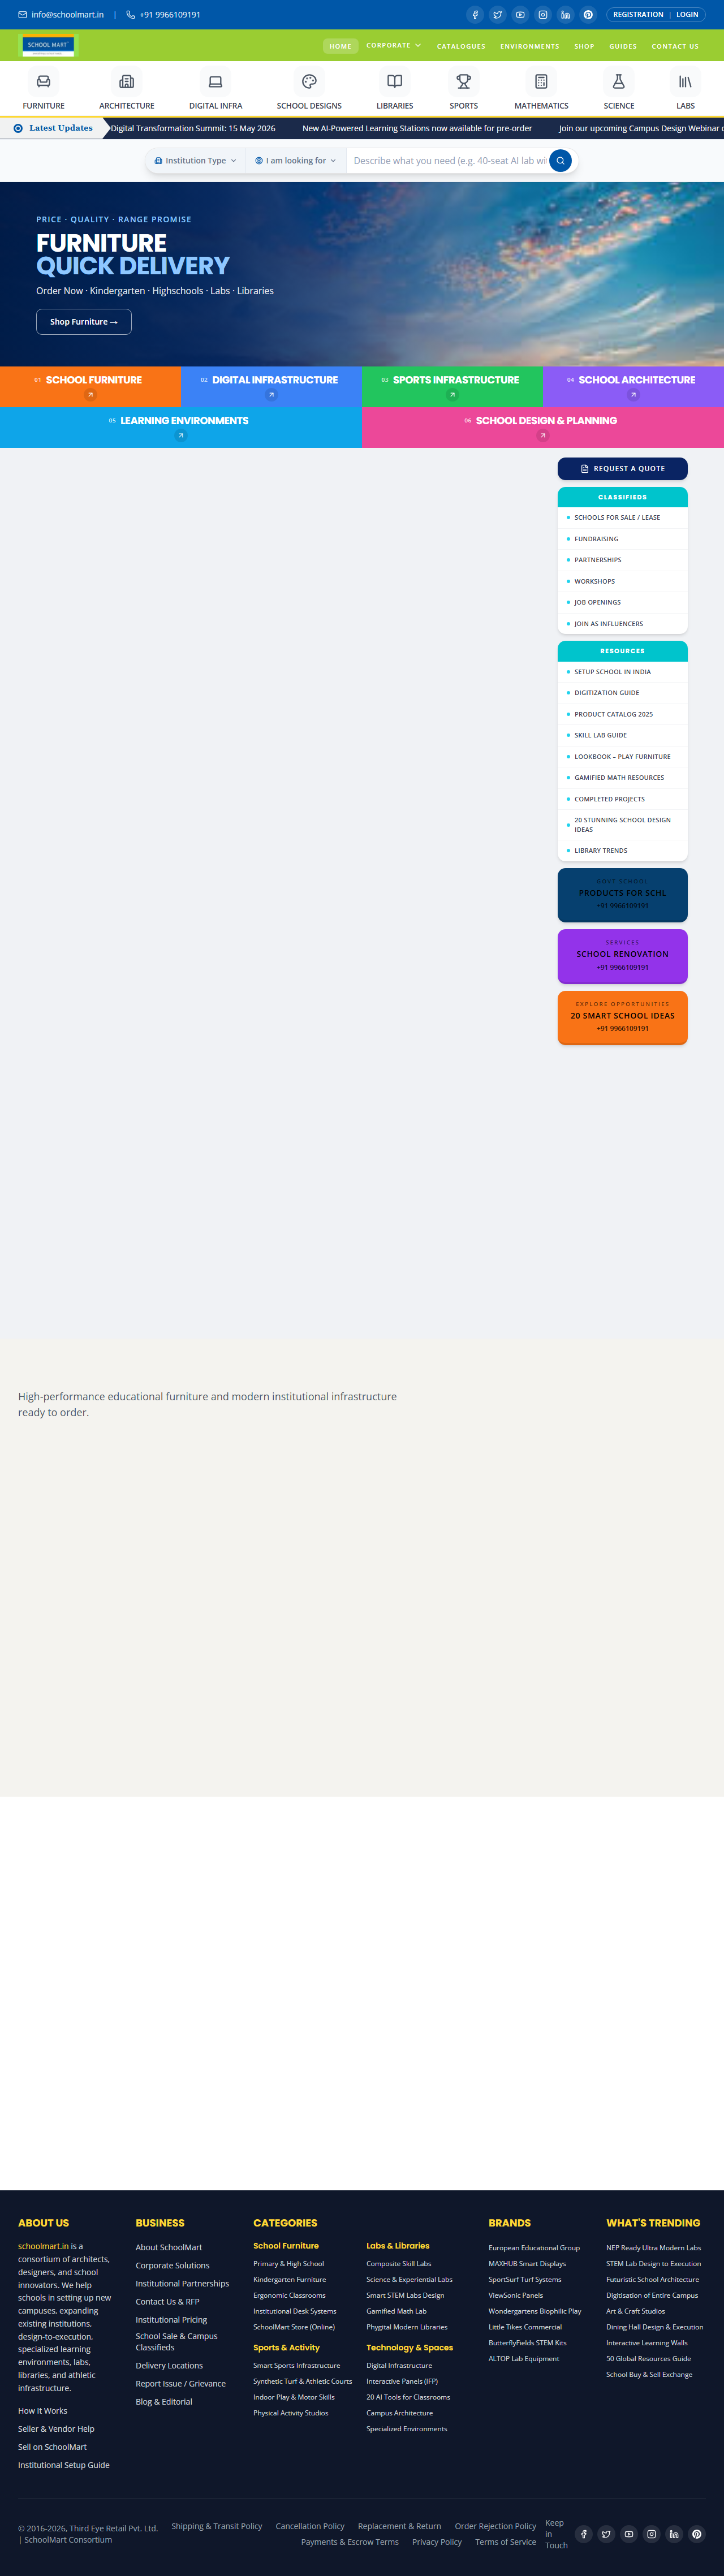 info@schoolmart.in | +91 9966109191
REGISTRATION | LOGIN
SCHOOL MART
HOME CORPORATE CATALOGUES ENVIRONMENTS SHOP GUIDES CONTACT US
FURNITURE ARCHITECTURE DIGITAL INFRA SCHOOL DESIGNS LIBRARIES SPORTS MATHEMATICS SCIENCE LABS
Latest Updates Digital Transformation Summit: 15 May 2026 New AI-Powered Learning Stations now available for pre-order Join our upcoming Campus Design Webinar
Institution Type I am looking for Describe what you need (e.g. 40-seat AI lab wi
PRICE · QUALITY · RANGE PROMISE
FURNITURE
QUICK DELIVERY
Order Now · Kindergarten · Highschools · Labs · Libraries
Shop Furniture →
01 SCHOOL FURNITURE
02 DIGITAL INFRASTRUCTURE
03 SPORTS INFRASTRUCTURE
04 SCHOOL ARCHITECTURE
05 LEARNING ENVIRONMENTS
06 SCHOOL DESIGN & PLANNING
REQUEST A QUOTE
CLASSIFIEDS
SCHOOLS FOR SALE / LEASE
FUNDRAISING
PARTNERSHIPS
WORKSHOPS
JOB OPENINGS
JOIN AS INFLUENCERS
RESOURCES
SETUP SCHOOL IN INDIA
DIGITIZATION GUIDE
PRODUCT CATALOG 2025
SKILL LAB GUIDE
LOOKBOOK – PLAY FURNITURE
GAMIFIED MATH RESOURCES
COMPLETED PROJECTS
20 STUNNING SCHOOL DESIGN
IDEAS
LIBRARY TRENDS
GOVT SCHOOL
PRODUCTS FOR SCHL
+91 9966109191
SERVICES
SCHOOL RENOVATION
+91 9966109191
EXPLORE OPPORTUNITIES
20 SMART SCHOOL IDEAS
+91 9966109191
High-performance educational furniture and modern institutional infrastructure
ready to order.
ABOUT US
schoolmart.in is a
consortium of architects,
designers, and school
innovators. We help
schools in setting up new
campuses, expanding
existing institutions,
design-to-execution,
specialized learning
environments, labs,
libraries, and athletic
infrastructure.
How It Works
Seller & Vendor Help
Sell on SchoolMart
Institutional Setup Guide
BUSINESS
About SchoolMart
Corporate Solutions
Institutional Partnerships
Contact Us & RFP
Institutional Pricing
School Sale & Campus
Classifieds
Delivery Locations
Report Issue / Grievance
Blog & Editorial
CATEGORIES
School Furniture
Primary & High School
Kindergarten Furniture
Ergonomic Classrooms
Institutional Desk Systems
SchoolMart Store (Online)
Sports & Activity
Smart Sports Infrastructure
Synthetic Turf & Athletic Courts
Indoor Play & Motor Skills
Physical Activity Studios
Labs & Libraries
Composite Skill Labs
Science & Experiential Labs
Smart STEM Labs Design
Gamified Math Lab
Phygital Modern Libraries
Technology & Spaces
Digital Infrastructure
Interactive Panels (IFP)
20 AI Tools for Classrooms
Campus Architecture
Specialized Environments
BRANDS
European Educational Group
MAXHUB Smart Displays
SportSurf Turf Systems
ViewSonic Panels
Wondergartens Biophilic Play
Little Tikes Commercial
ButterflyFields STEM Kits
ALTOP Lab Equipment
WHAT'S TRENDING
NEP Ready Ultra Modern Labs
STEM Lab Design to Execution
Futuristic School Architecture
Digitisation of Entire Campus
Art & Craft Studios
Dining Hall Design & Execution
Interactive Learning Walls
50 Global Resources Guide
School Buy & Sell Exchange
© 2016-2026, Third Eye Retail Pvt. Ltd.
| SchoolMart Consortium
Shipping & Transit Policy Cancellation Policy Replacement & Return Order Rejection Policy
Payments & Escrow Terms Privacy Policy Terms of Service
Keep
in
Touch